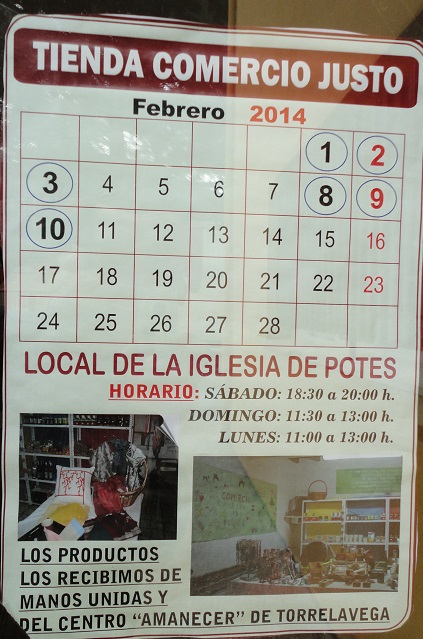 TIENDA COMERCIO JUSTO
Febrero 2014
1 2
3 4 5 6 7 8 9
10 11 12 13 14 15 16
17 18 19 20 21 22 23
24 25 26 27 28
LOCAL DE LA IGLESIA DE POTES
HORARIO: SÁBADO: 18:30 a 20:00 h.
DOMINGO: 11:30 a 13:00 h.
LUNES: 11:00 a 13:00 h.
LOS PRODUCTOS
LOS RECIBIMOS DE
MANOS UNIDAS Y
DEL CENTRO “AMANECER” DE TORRELAVEGA